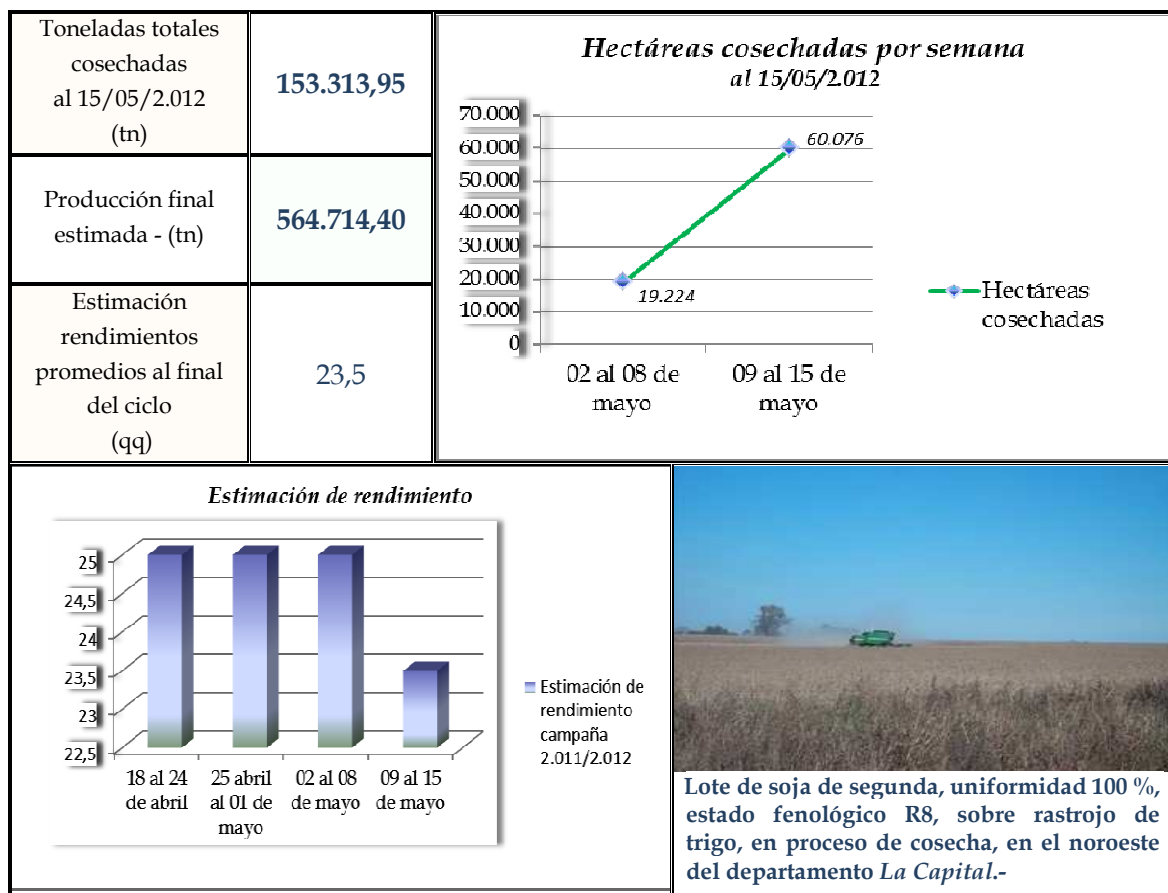 Toneladas totales
cosechadas
al 15/05/2.012
(tn)
153.313,95
Producción final
estimada - (tn)
564.714,40
Estimación
rendimientos
promedios al final
del ciclo
(qq)
23,5
Hectáreas cosechadas por semana
al 15/05/2.012
70.000
60.000
50.000
40.000
30.000
20.000
10.000
0
60.076
19.224
02 al 08 de
mayo
09 al 15 de
mayo
Hectáreas
cosechadas
Estimación de rendimiento
25
24,5
24
23,5
23
22,5
18 al 24
de abril
25 abril
al 01 de
mayo
02 al 08
de mayo
09 al 15
de mayo
Estimación de
rendimiento
campaña
2.011/2.012
Lote de soja de segunda, uniformidad 100 %,
estado fenológico R8, sobre rastrojo de
trigo, en proceso de cosecha, en el noroeste
del departamento La Capital.-